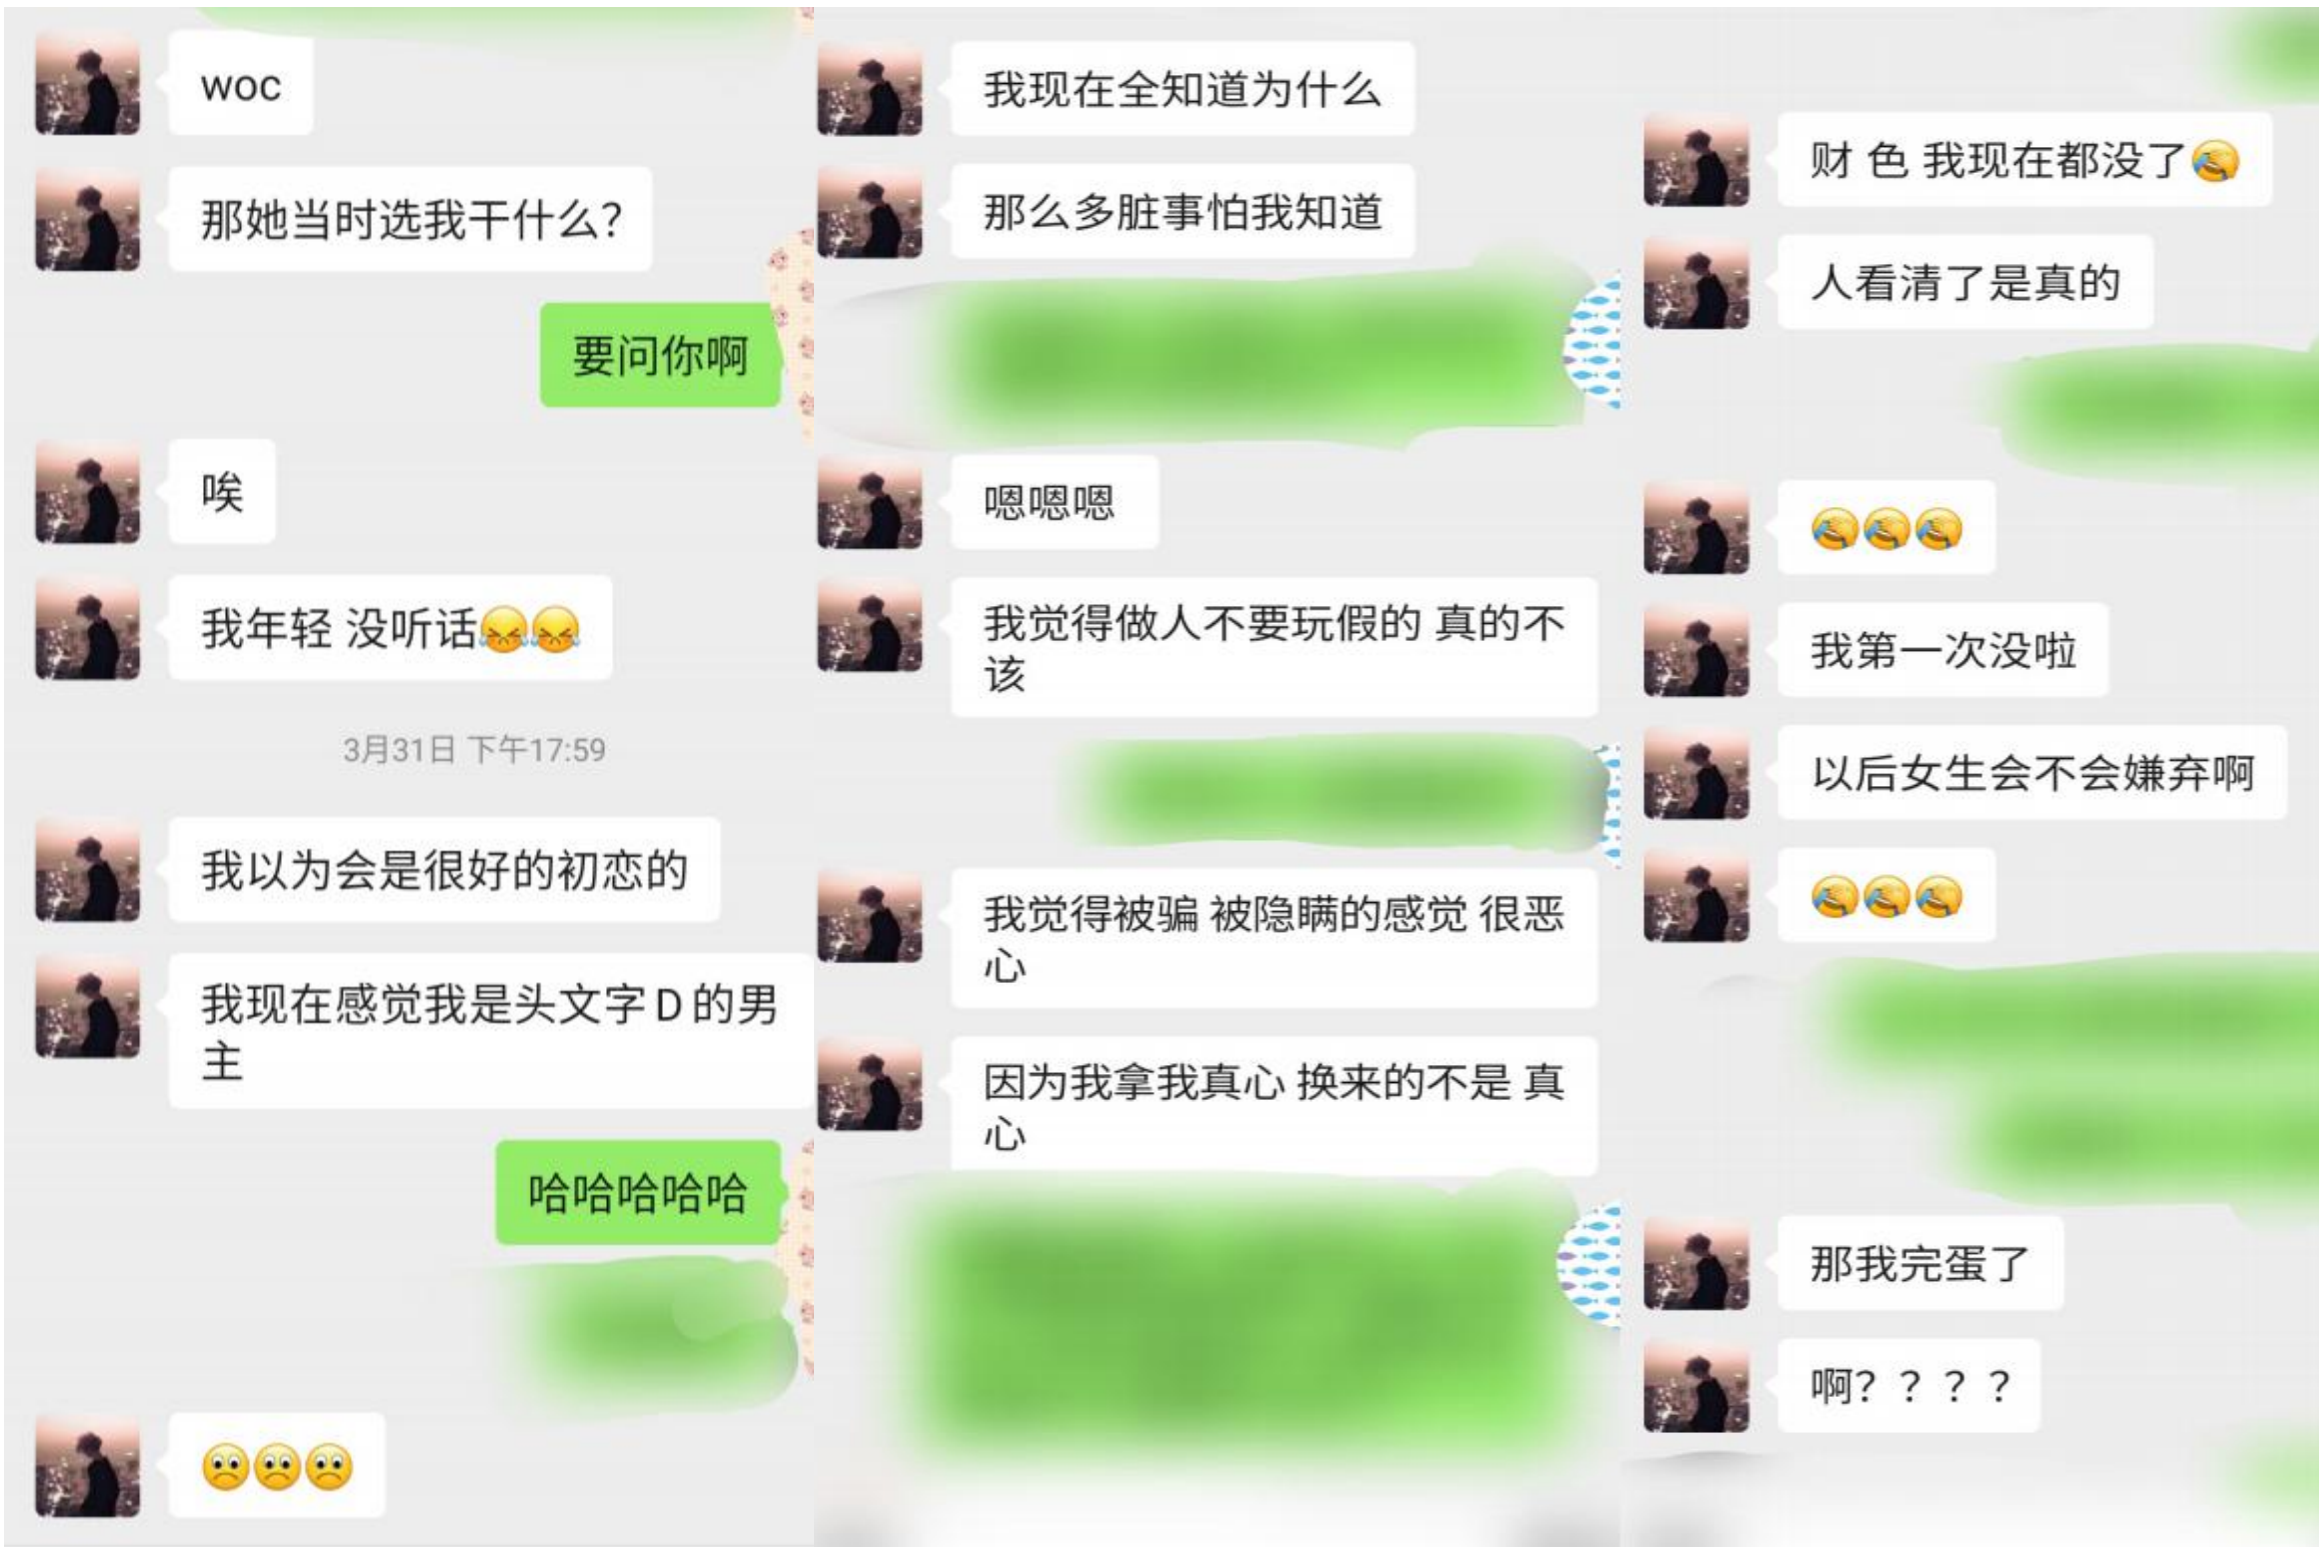 woc
那她当时选我干什么?
要问你啊
唉
我年轻 没听话
3月31日 下午17:59
我以为会是很好的初恋的
我现在感觉我是头文字D的男
主
哈哈哈哈哈
我现在全知道为什么
那么多脏事怕我知道
嗯嗯嗯
我觉得做人不要玩假的 真的不
该
我觉得被骗 被隐瞒的感觉 很恶
心
因为我拿我真心 换来的不是 真
心
财 色 我现在都没了
人看清了是真的
我第一次没啦
以后女生会不会嫌弃啊
那我完蛋了
啊？？？？